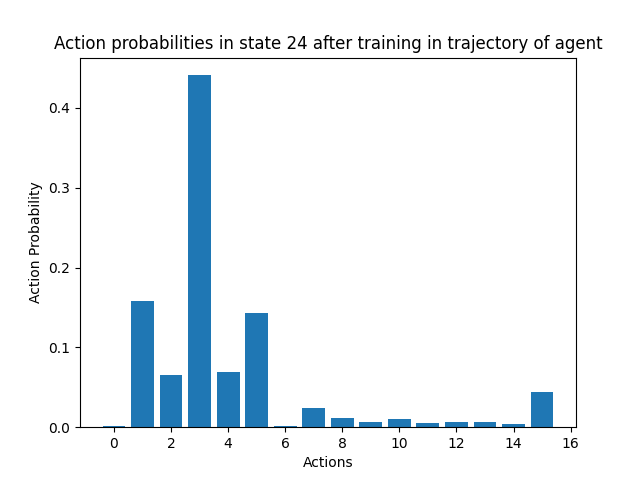 Action probabilities in state 24 after training in trajectory of agent
Action Probability
0.4
0.3
0.2
0.1
0.0
0 2 4 6 8 10 12 14 16
Actions